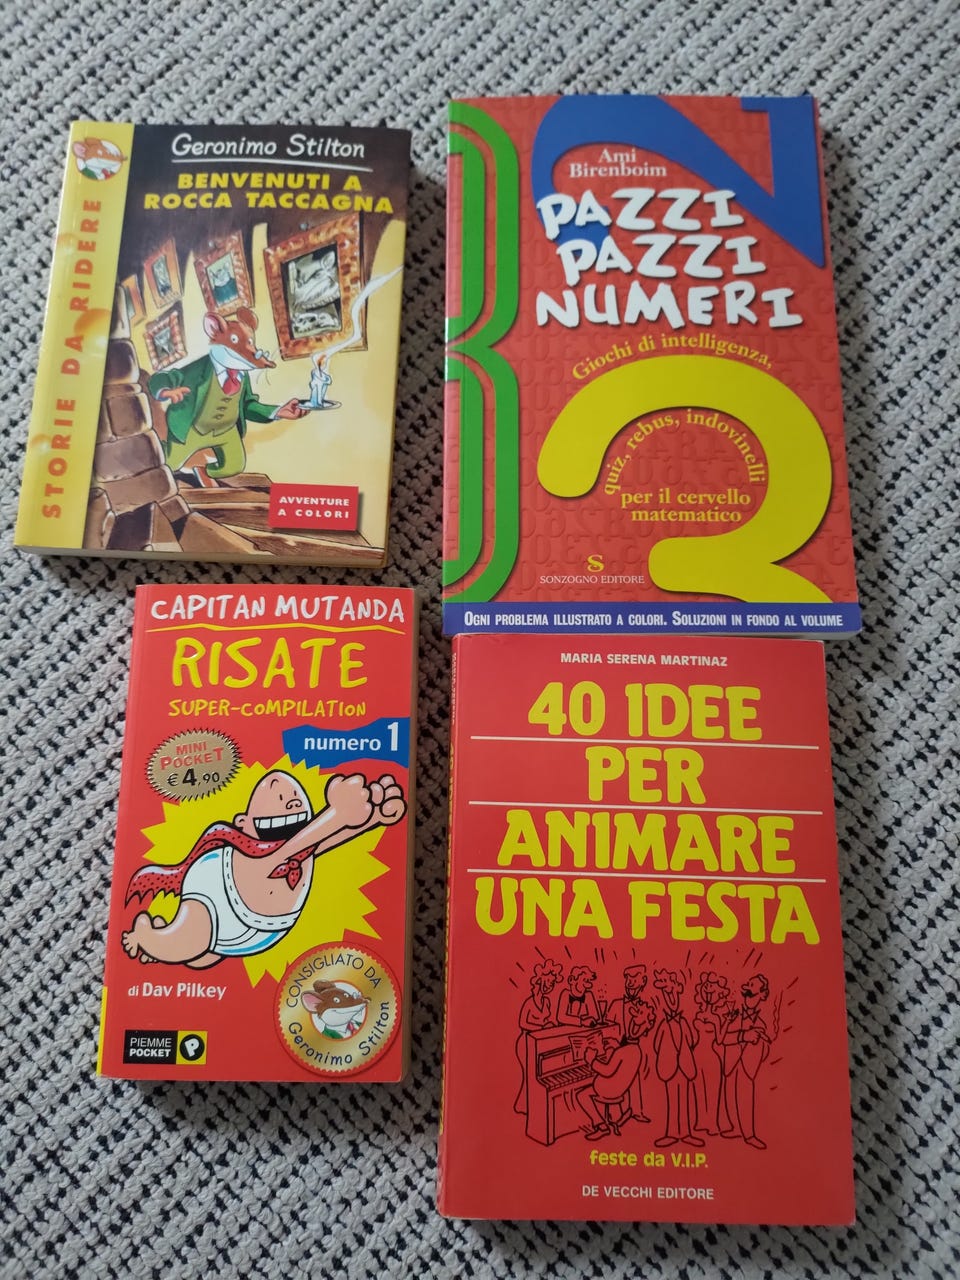 Geronimo Stilton
BENVENUTI A
ROCCA TACCAGNA
STORIE DA RIDERE
AVVENTURE
A COLORI
Ami
Birenboim
PAZZI
PAZZI
NUMERI
Giochi di intelligenza,
quiz, rebus, indovinelli
per il cervello
matematico
S
SONZOGNO EDITORE
OGNI PROBLEMA ILLUSTRATO A COLORI. SOLUZIONI IN FONDO AL VOLUME
CAPITAN MUTANDA
RISATE
SUPER-COMPILATION
numero 1
MINI
POCKET
€ 4,90
di Dav Pilkey
CONSIGLIATO DA
Geronimo Stilton
PIEMME
POCKET
P
MARIA SERENA MARTINAZ
40 IDEE
PER
ANIMARE
UNA FESTA
feste da V.I.P.
DE VECCHI EDITORE